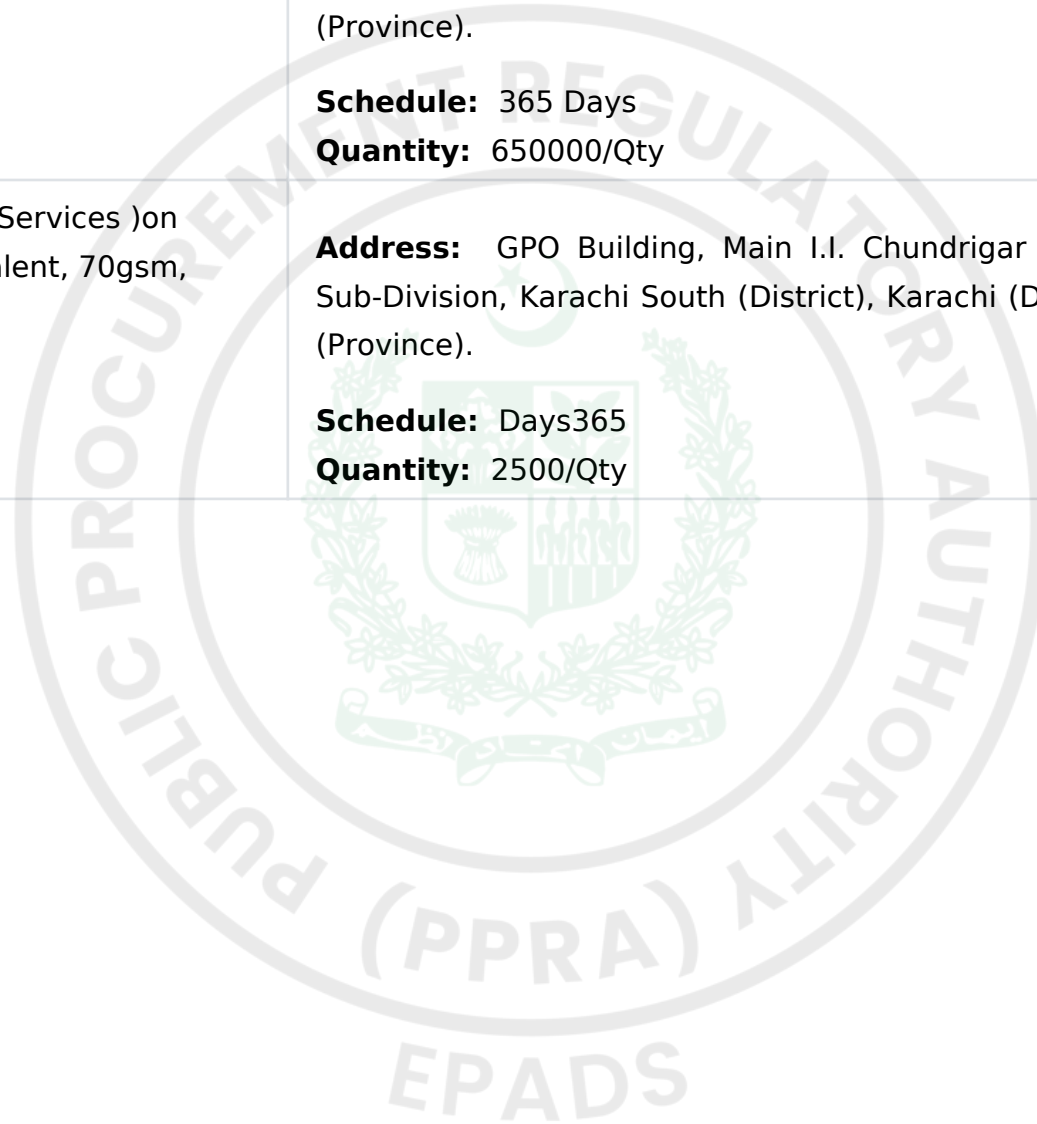 (Province).
Schedule: 365 Days
Quantity: 650000/Qty
Services )on
lent, 70gsm,
Address: GPO Building, Main I.I. Chundrigar
Sub-Division, Karachi South (District), Karachi (D
(Province).
Schedule: Days365
Quantity: 2500/Qty
PUBLIC PROCUREMENT REGULATORY AUTHORITY
(PPRA)
EPADS